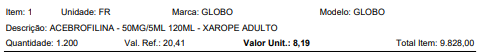 Item: 1 Unidade: FR Marca: GLOBO Modelo: GLOBO
Descrição: ACEBROFILINA - 50MG/5ML 120ML - XAROPE ADULTO
Quantidade: 1.200 Val. Ref.: 20,41 Valor Unit.: 8,19 Total Item: 9.828,00